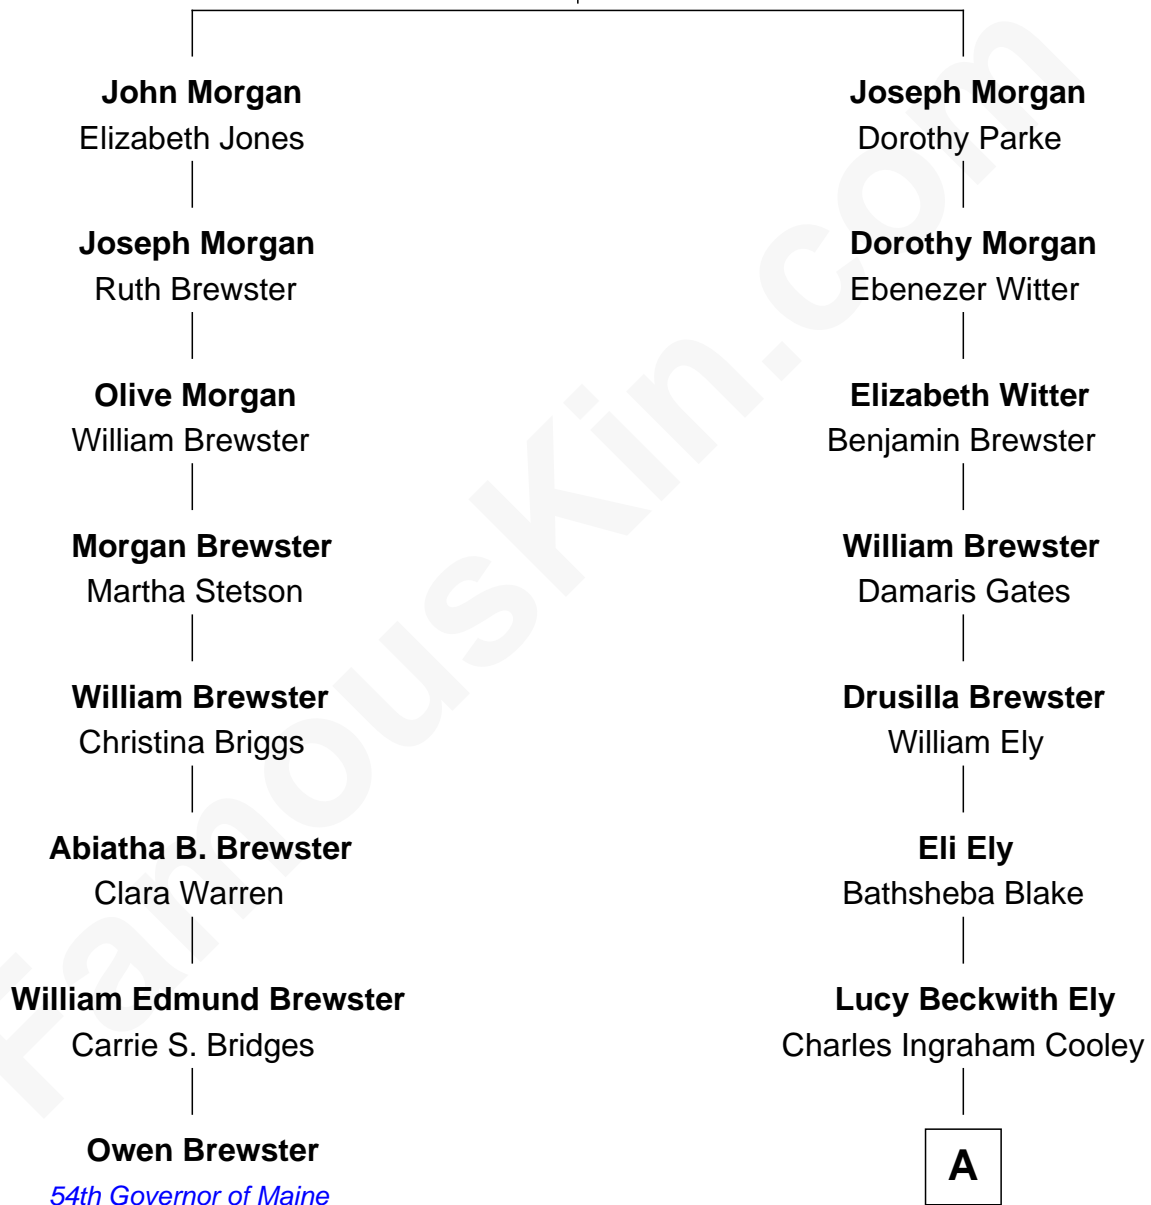 John Morgan
Elizabeth Jones
Joseph Morgan
Ruth Brewster
Olive Morgan
William Brewster
Morgan Brewster
Martha Stetson
William Brewster
Christina Briggs
Abiatha B. Brewster
Clara Warren
William Edmund Brewster
Carrie S. Bridges
Owen Brewster
54th Governor of Maine
Joseph Morgan
Dorothy Parke
Dorothy Morgan
Ebenezer Witter
Elizabeth Witter
Benjamin Brewster
William Brewster
Damaris Gates
Drusilla Brewster
William Ely
Eli Ely
Bathsheba Blake
Lucy Beckwith Ely
Charles Ingraham Cooley
A
FamousKin.com